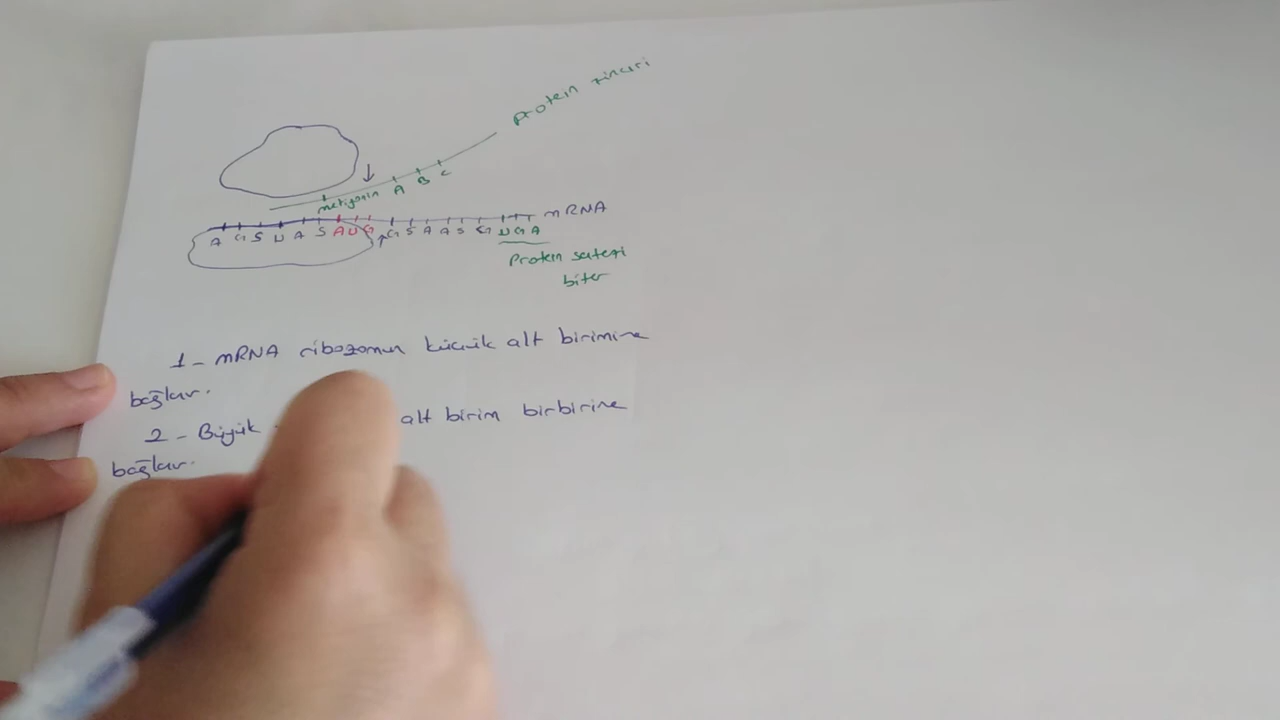 Protein zinciri
metiyonin A B C
mRNA
A G S U A S A U G G S A A S G U G A
Protein sentezi
biter
1 - mRNA ribozomun küçük alt birimine
bağlanır.
2 - Büyük alt birim birbirine
bağlanır.